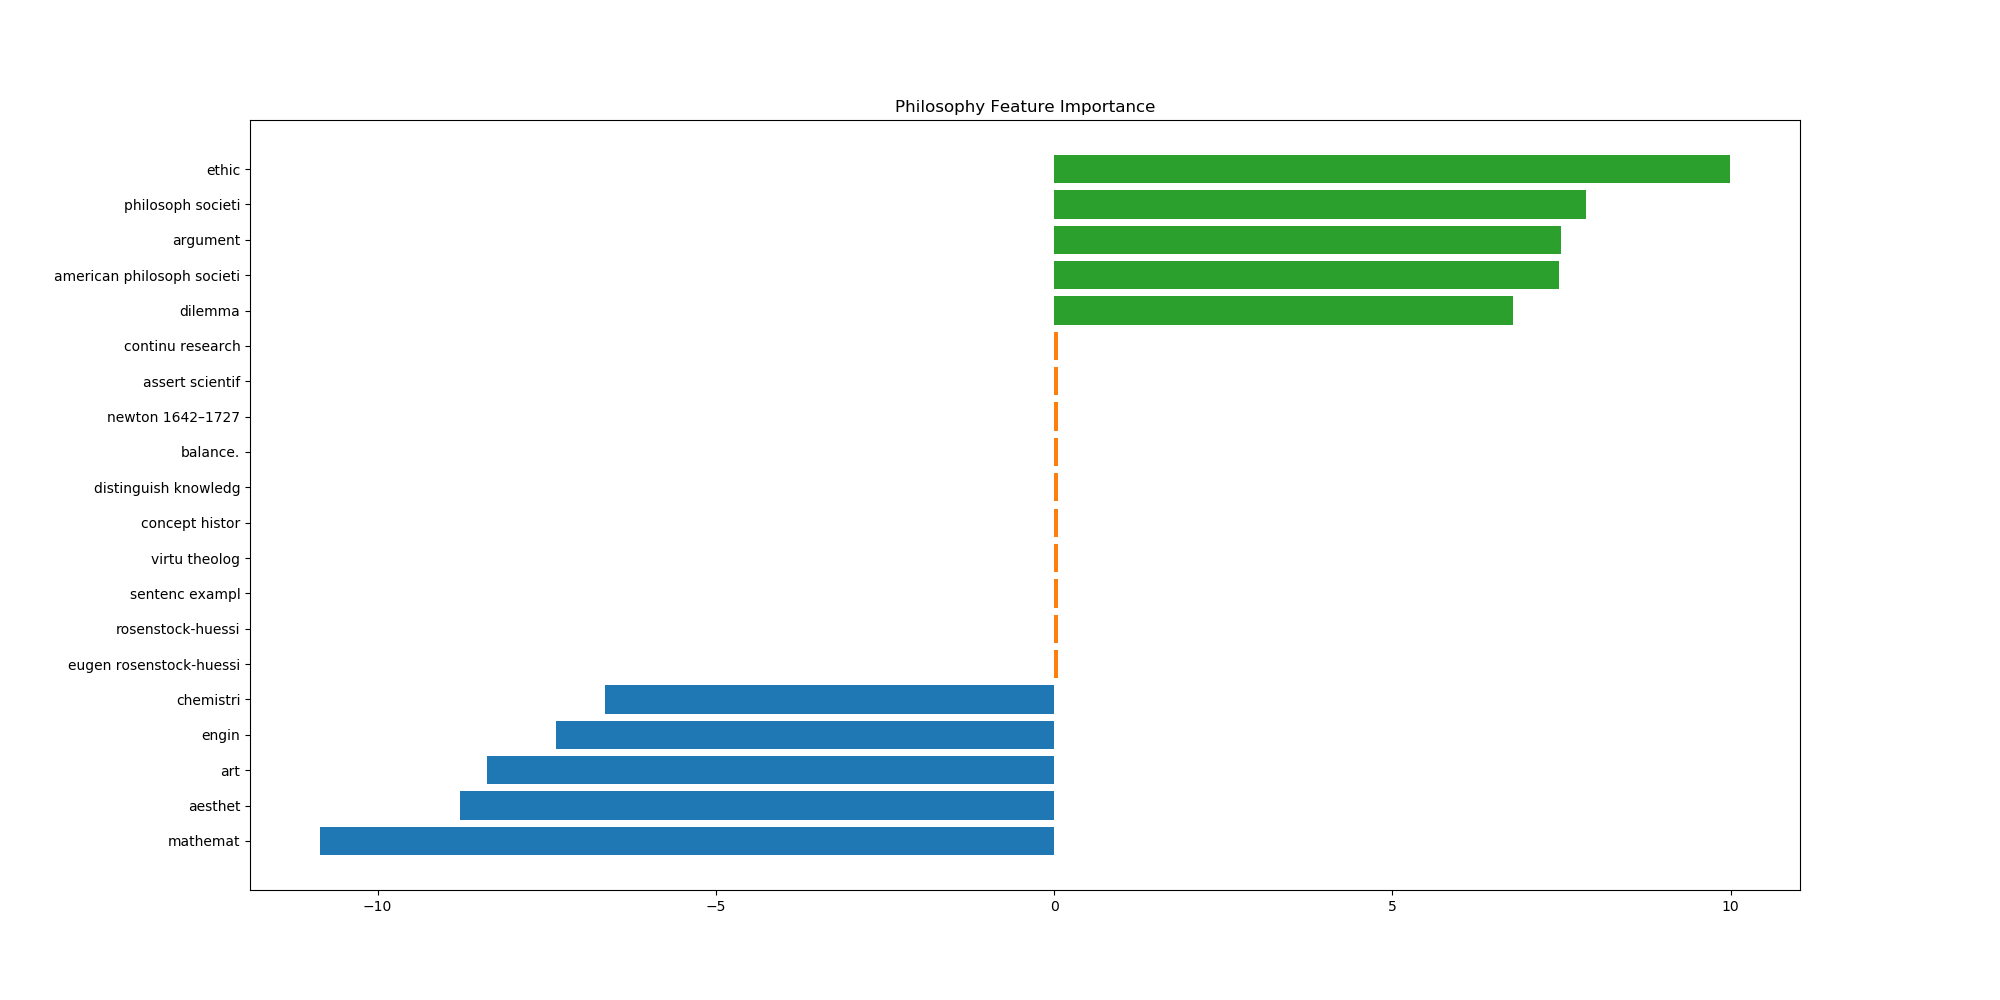 Philosophy Feature Importance
ethic
philosoph societi
argument
american philosoph societi
dilemma
continu research
assert scientif
newton 1642–1727
balance.
distinguish knowledg
concept histor
virtu theolog
sentenc exampl
rosenstock-huessi
eugen rosenstock-huessi
chemistri
engin
art
aesthet
mathemat
−10 −5 0 5 10